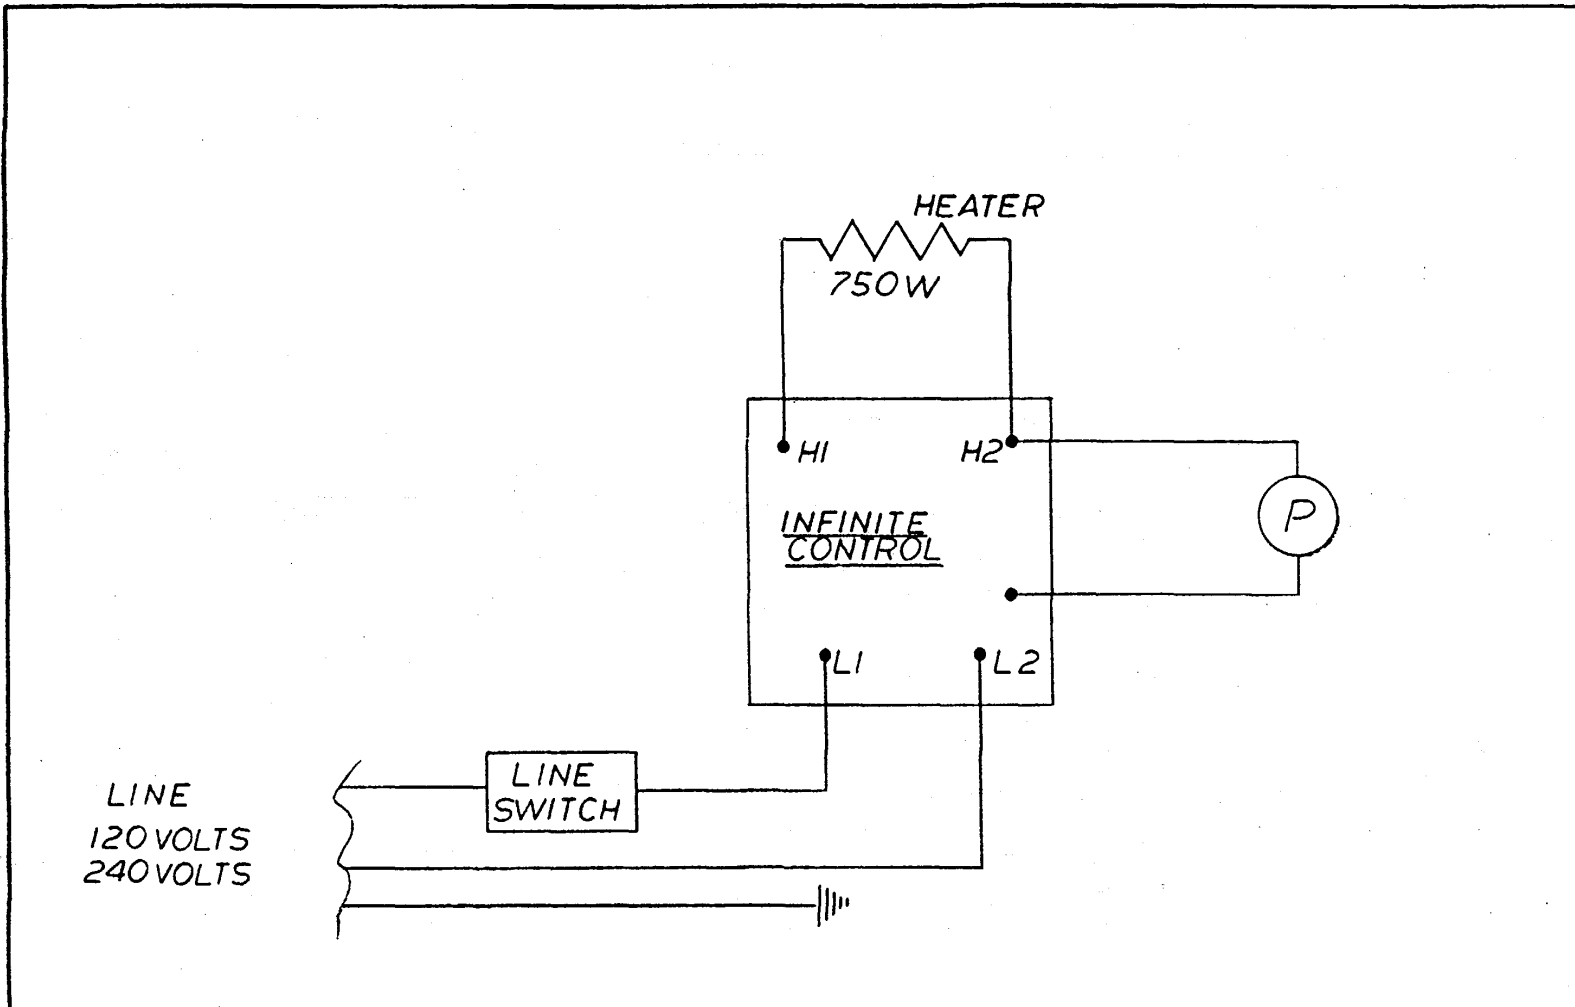 HEATER
750W
H1
H2
INFINITE
CONTROL
P
L1
L2
LINE
SWITCH
LINE
120 VOLTS
240 VOLTS